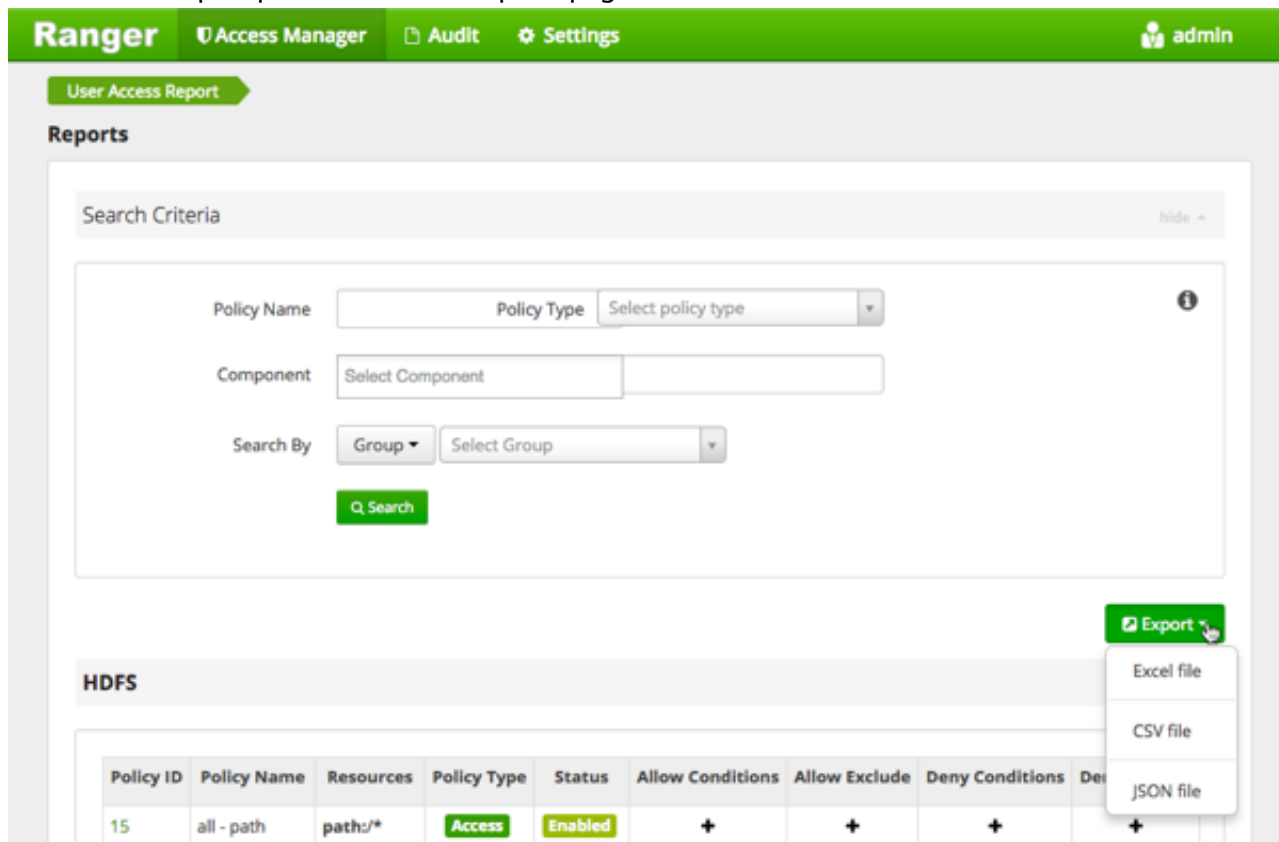 Ranger Access Manager Audit Settings admin
User Access Report
Reports
Search Criteria hide
Policy Name Policy Type Select policy type
Component Select Component
Search By Group Select Group
Search
Export
Excel file
HDFS
CSV file
Policy ID Policy Name Resources Policy Type Status Allow Conditions Allow Exclude Deny Conditions
JSON file
15 all - path path:/* Access Enabled + + + +